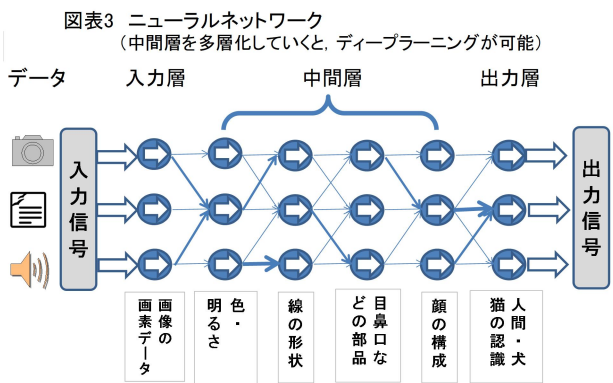 図表3 ニューラルネットワーク
（中間層を多層化していくと，ディープラーニングが可能）
データ
入力層
中間層
出力層
入力信号
出力信号
画像の
画素データ
色・
明るさ
線の形状
目鼻口な
どの部品
顔の構成
人間・犬
猫の認識